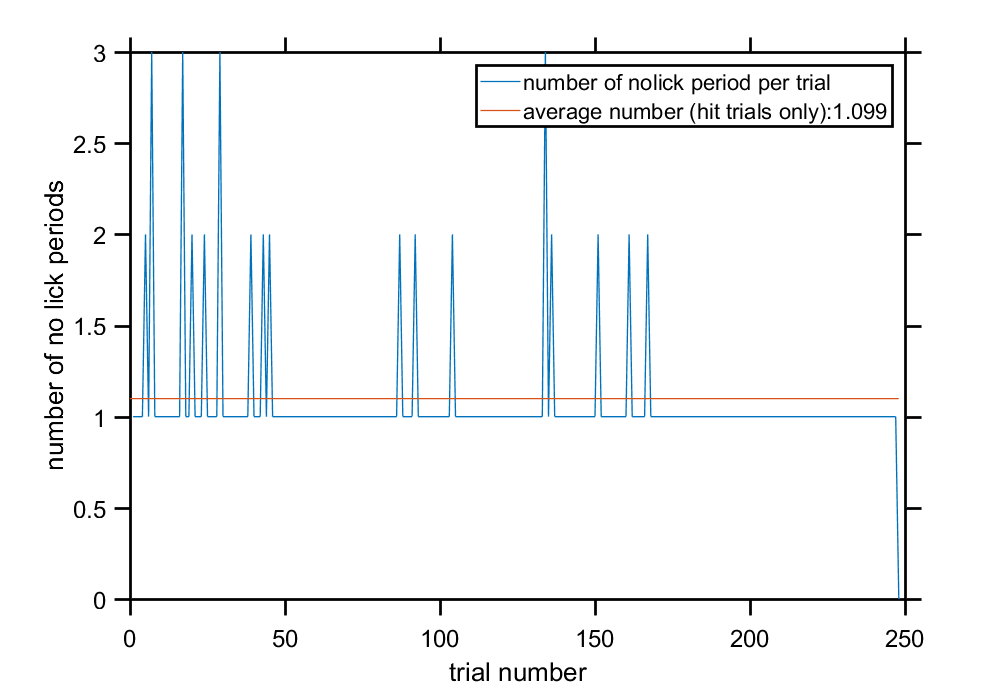 3
2.5
2
1.5
1
0.5
0
number of no lick periods
number of nolick period per trial
average number (hit trials only):1.099
0 50 100 150 200 250
trial number